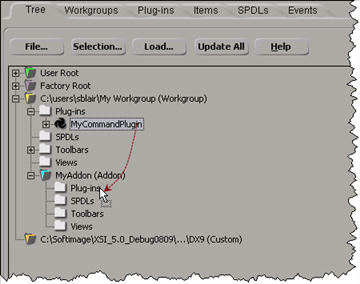 Tree Workgroups Plug-ins Items SPDLs Events
File... Selection... Load... Update All Help
User Root
Factory Root
C:\users\sblair\My Workgroup (Workgroup)
Plug-ins
MyCommandPlugin
SPDLs
Toolbars
Views
MyAddon (Addon)
Plug-ins
SPDLs
Toolbars
Views
C:\Softimage\XSI_5.0_Debug0809\...\DX9 (Custom)